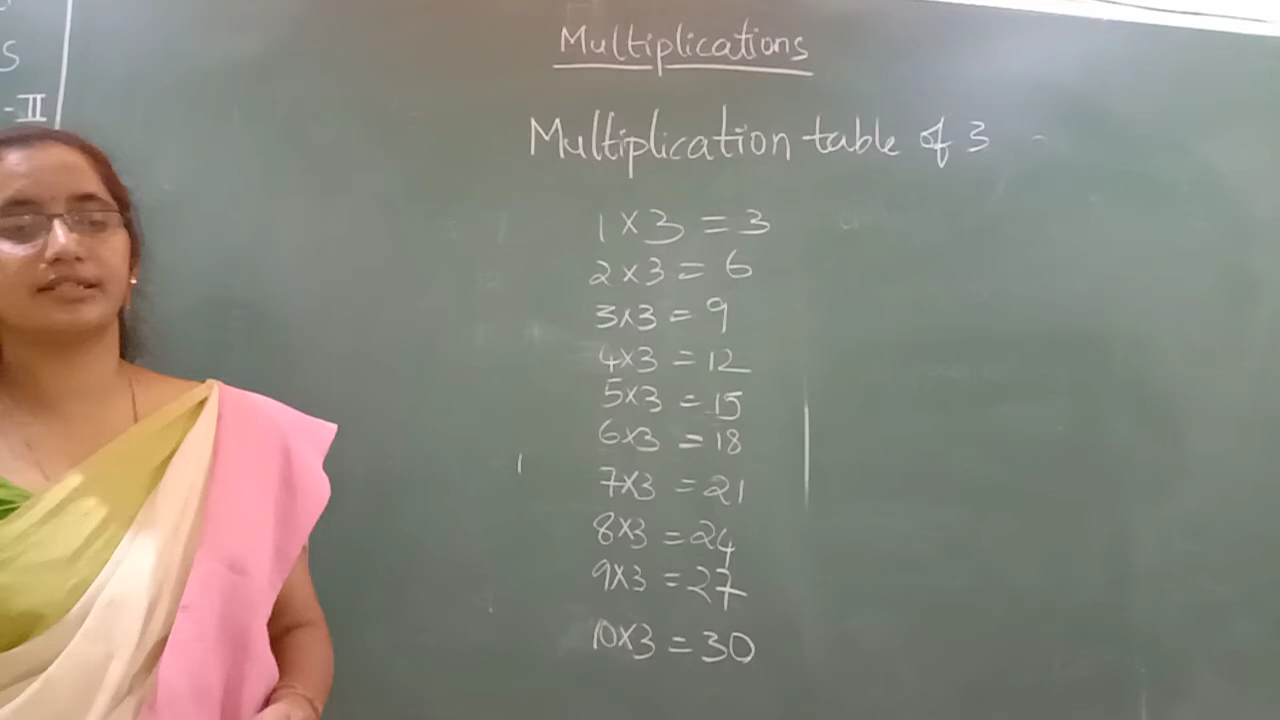 S
-II
Multiplications
Multiplication table of 3
1 × 3 = 3
2 × 3 = 6
3×3 = 9
4×3 = 12
5×3 = 15
6×3 = 18
7×3 = 21
8×3 = 24
9×3 = 27
10×3 = 30